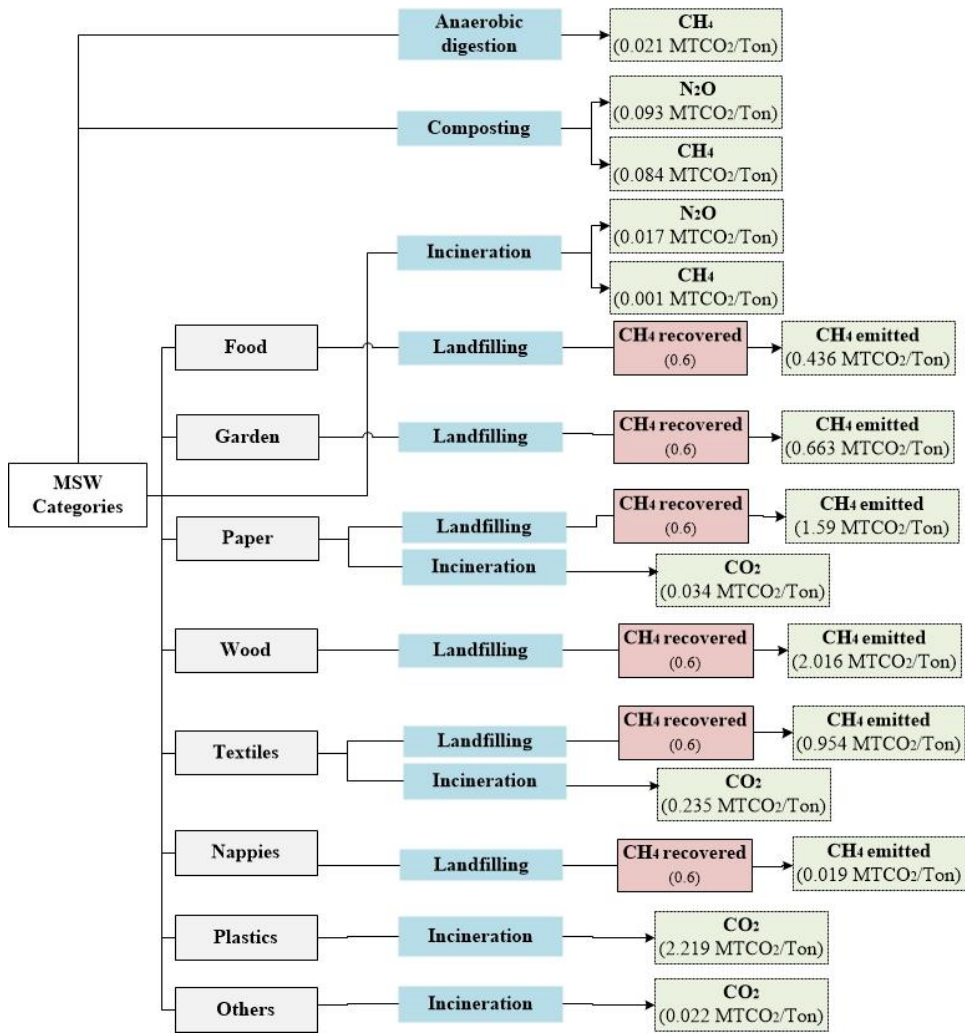 Anaerobic
digestion
CH₄
(0.021 MTCO₂/Ton)
Composting
N₂O
(0.093 MTCO₂/Ton)
CH₄
(0.084 MTCO₂/Ton)
Incineration
N₂O
(0.017 MTCO₂/Ton)
CH₄
(0.001 MTCO₂/Ton)
Food
Landfilling
CH₄ recovered
(0.6)
CH₄ emitted
(0.436 MTCO₂/Ton)
Garden
Landfilling
CH₄ recovered
(0.6)
CH₄ emitted
(0.663 MTCO₂/Ton)
MSW
Categories
Paper
Landfilling
CH₄ recovered
(0.6)
CH₄ emitted
(1.59 MTCO₂/Ton)
Incineration
CO₂
(0.034 MTCO₂/Ton)
Wood
Landfilling
CH₄ recovered
(0.6)
CH₄ emitted
(2.016 MTCO₂/Ton)
Textiles
Landfilling
CH₄ recovered
(0.6)
CH₄ emitted
(0.954 MTCO₂/Ton)
Incineration
CO₂
(0.235 MTCO₂/Ton)
Nappies
Landfilling
CH₄ recovered
(0.6)
CH₄ emitted
(0.019 MTCO₂/Ton)
Plastics
Incineration
CO₂
(2.219 MTCO₂/Ton)
Others
Incineration
CO₂
(0.022 MTCO₂/Ton)